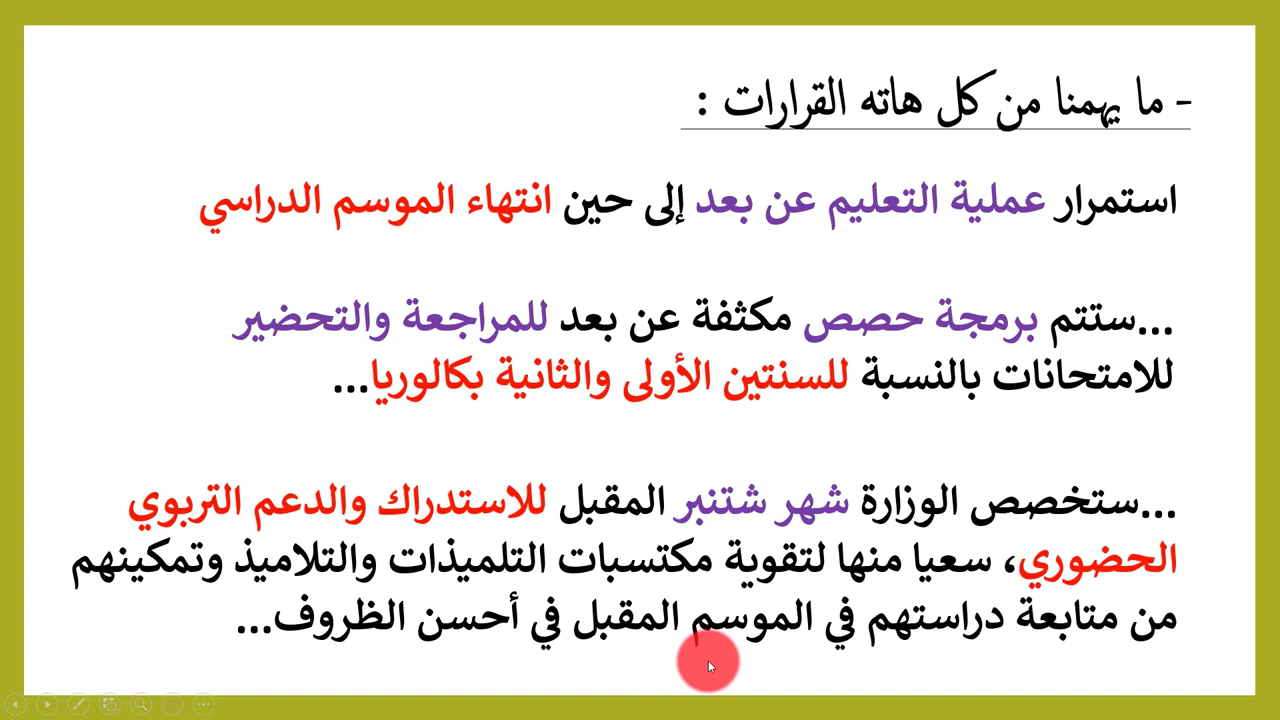 - ما يهمنا من كل هاته القرارات :
استمرار عملية التعليم عن بعد إلى حين انتهاء الموسم الدراسي
...ستتم برمجة حصص مكثفة عن بعد للمراجعة والتحضير
للامتحانات بالنسبة للسنتين الأولى والثانية بكالوريا...
...ستخصص الوزارة شهر شتنبر المقبل للاستدراك والدعم التربوي
الحضوري، سعيا منها لتقوية مكتسبات التلميذات والتلاميذ وتمكينهم
من متابعة دراستهم في الموسم المقبل في أحسن الظروف...